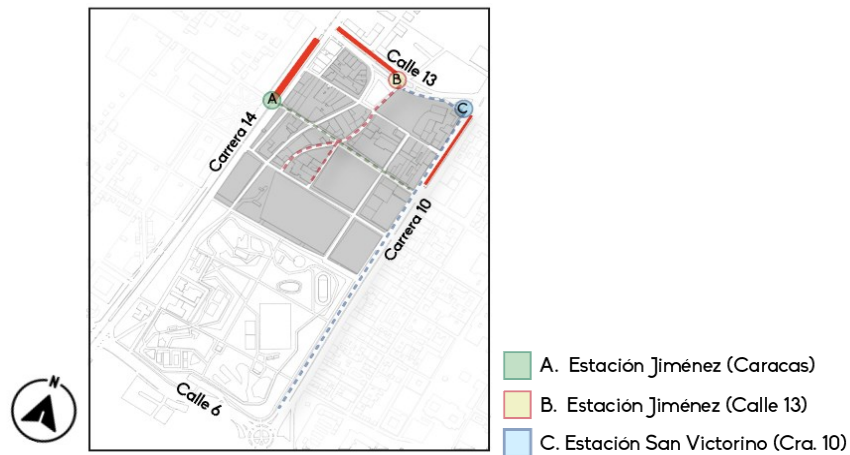 Calle 13
B
A
C
Carrera 14
Carrera 10
Calle 6
N
A. Estación Jiménez (Caracas)
B. Estación Jiménez (Calle 13)
C. Estación San Victorino (Cra. 10)